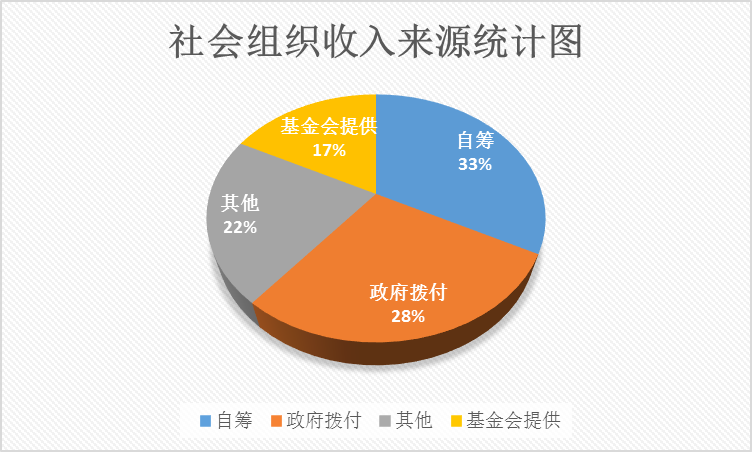 社会组织收入来源统计图
基金会提供
17%
自筹
33%
其他
22%
政府拨付
28%
自筹 政府拨付 其他 基金会提供